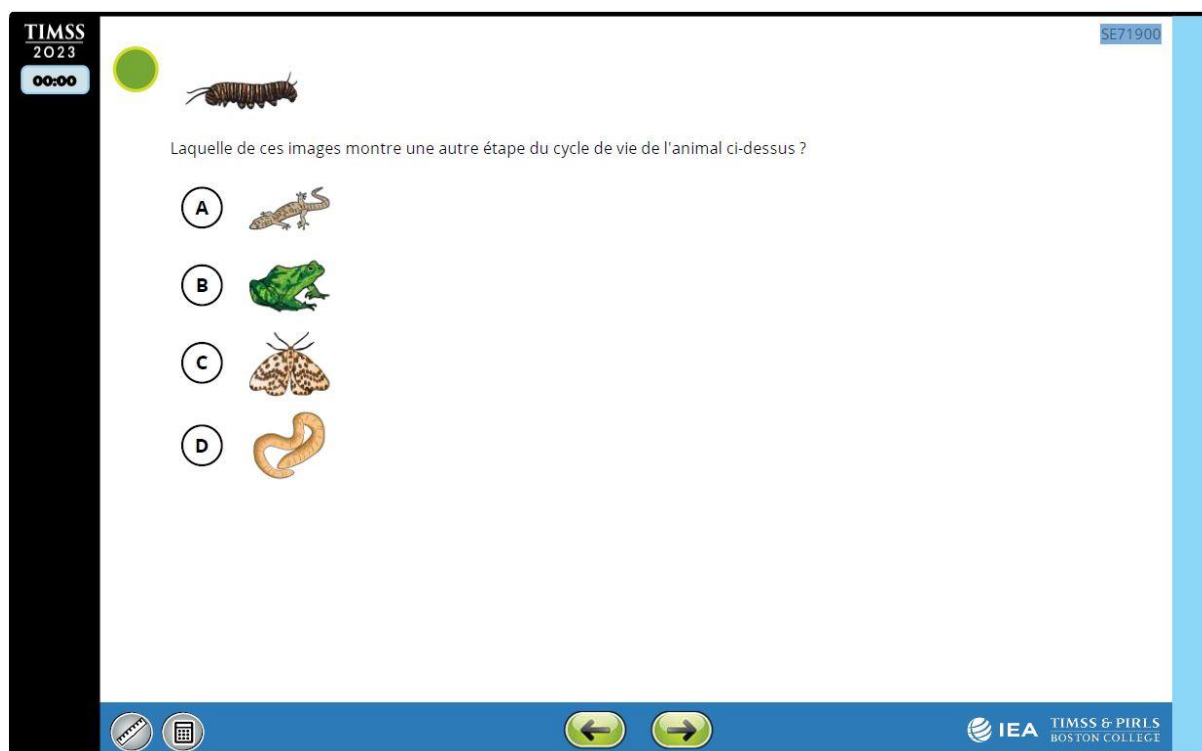 TIMSS
2023
00:00
SE71900
Laquelle de ces images montre une autre étape du cycle de vie de l'animal ci-dessus ?
A
B
C
D
IEA
TIMSS & PIRLS
BOSTON COLLEGE